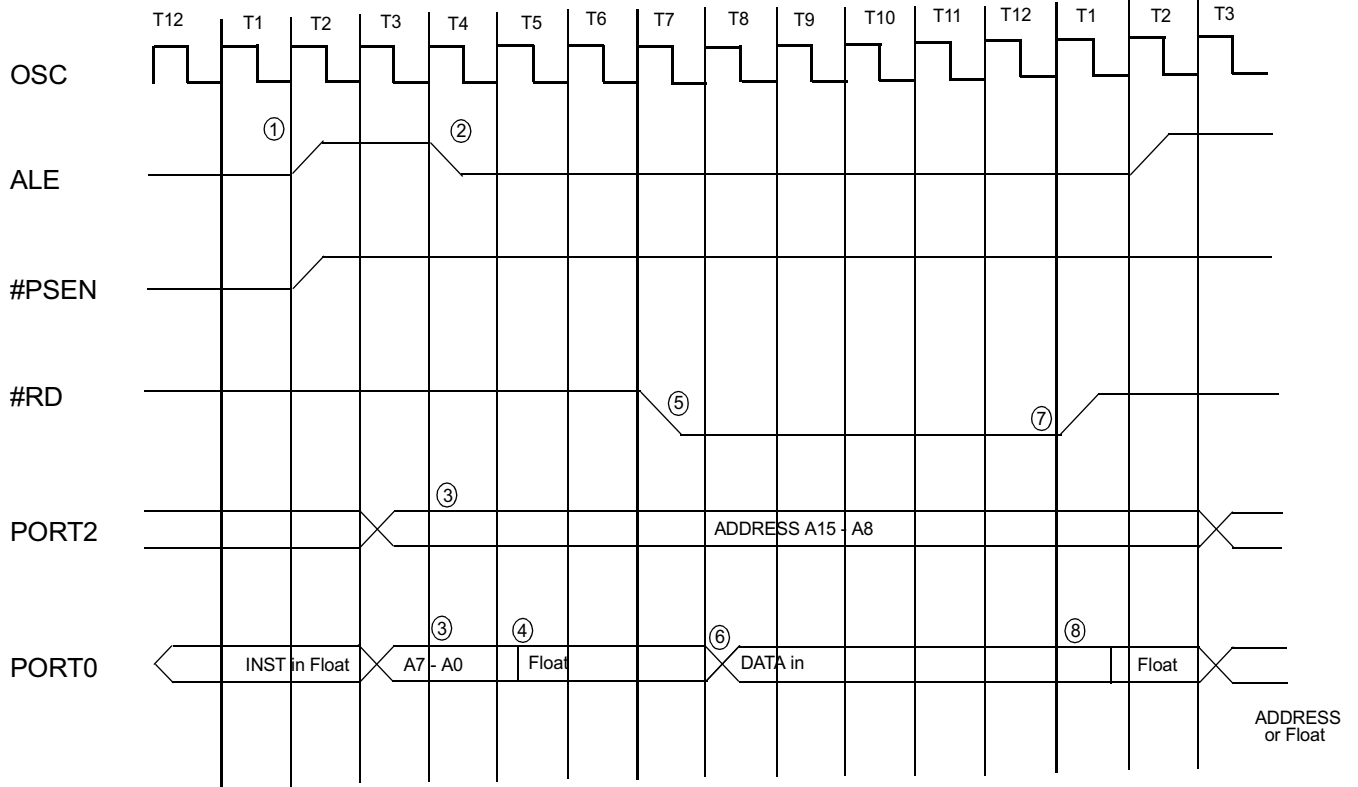 T12 T1 T2 T3 T4 T5 T6 T7 T8 T9 T10 T11 T12 T1 T2 T3
OSC
① ②
ALE
#PSEN
#RD
⑤ ⑦
③
PORT2 ADDRESS A15 - A8
③ ④ ⑥ ⑧
PORT0 INST in Float A7 - A0 Float DATA in Float
ADDRESS
or Float